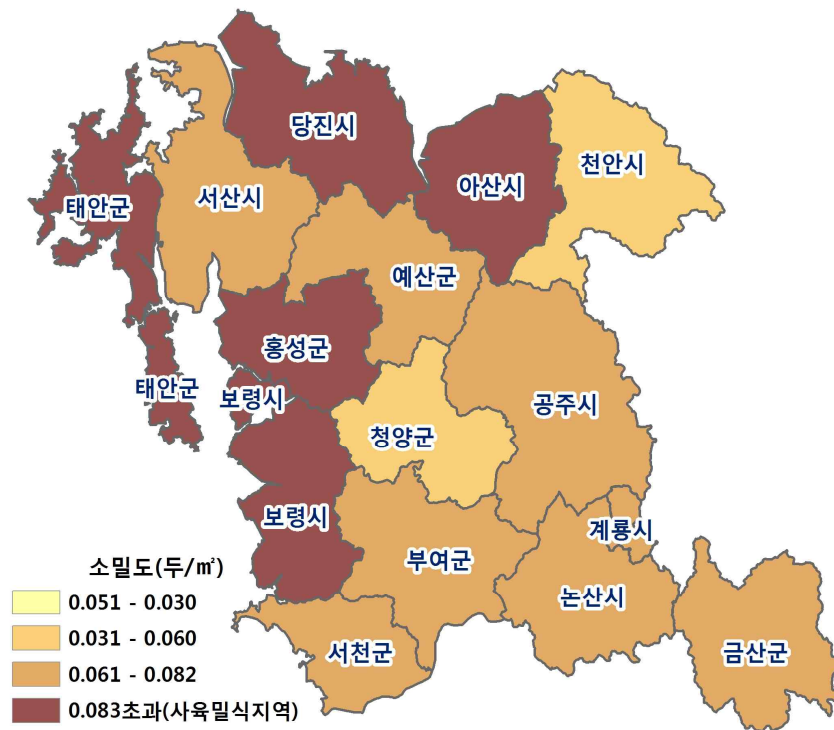 당진시
천안시
아산시
태안군
서산시
예산군
홍성군
태안군
보령시
공주시
청양군
보령시
계룡시
부여군
논산시
서천군
금산군
소밀도(두/㎡)
0.051 - 0.030
0.031 - 0.060
0.061 - 0.082
0.083초과(사육밀식지역)